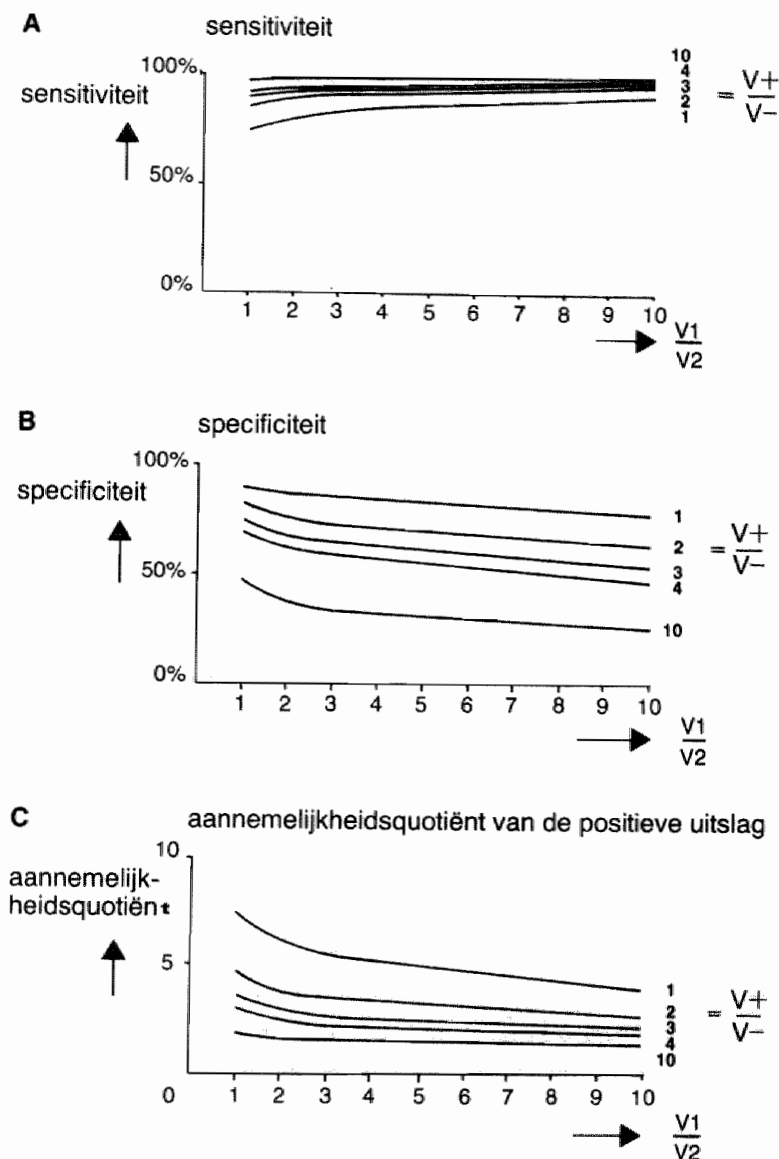 A sensitiviteit
sensitiviteit
100%
50%
0%
10
4
3
2
1
= V+
V−
1 2 3 4 5 6 7 8 9 10
V1
V2
B specificiteit
specificiteit
100%
50%
0%
1
2
3
4
10
= V+
V−
1 2 3 4 5 6 7 8 9 10
V1
V2
C aannemelijkheidsquotiënt van de positieve uitslag
aannemelijk-
heidsquotiënt
10
5
0
1
2
3
4
10
= V+
V−
1 2 3 4 5 6 7 8 9 10
V1
V2